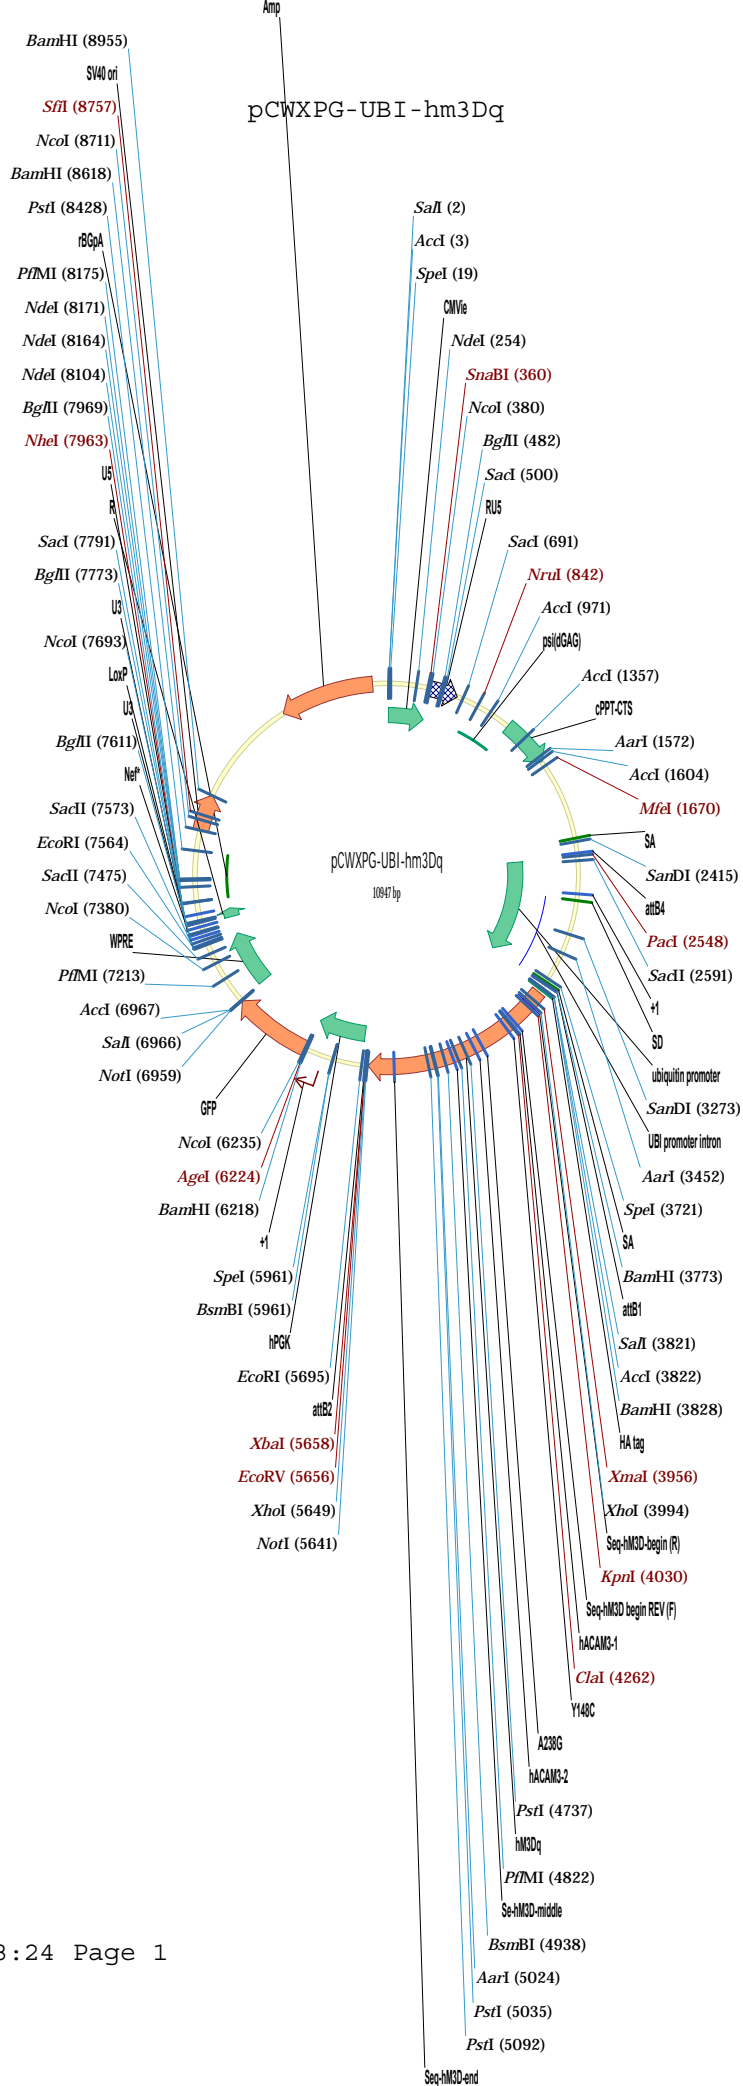 Amp
BamHI (8955)
SV40 ori
SfiI (8757)
pCWXPG-UBI-hm3Dq
NcoI (8711)
BamHI (8618)
PstI (8428)
SalI (2)
rBGpA
AccI (3)
PflMI (8175)
SpeI (19)
NdeI (8171)
CMVie
NdeI (8164)
NdeI (254)
NdeI (8104)
SnaBI (360)
BglII (7969)
NcoI (380)
NheI (7963)
BglII (482)
U5
SacI (500)
R
RU5
SacI (7791)
SacI (691)
BglII (7773)
NruI (842)
U3
AccI (971)
NcoI (7693)
psi(dGAG)
LoxP
AccI (1357)
U3
cPPT-CTS
BglII (7611)
AarI (1572)
Nef*
AccI (1604)
SacII (7573)
MfeI (1670)
EcoRI (7564)
SA
pCWXPG-UBI-hm3Dq
SacII (7475)
SanDI (2415)
10947 bp
NcoI (7380)
attB4
WPRE
PacI (2548)
PflMI (7213)
SacII (2591)
AccI (6967)
+1
SalI (6966)
SD
NotI (6959)
ubiquitin promoter
GFP
SanDI (3273)
NcoI (6235)
UBI promoter intron
AgeI (6224)
AarI (3452)
BamHI (6218)
SpeI (3721)
+1
SA
SpeI (5961)
BamHI (3773)
BsmBI (5961)
attB1
hPGK
SalI (3821)
EcoRI (5695)
AccI (3822)
attB2
BamHI (3828)
XbaI (5658)
HA tag
EcoRV (5656)
XmaI (3956)
XhoI (5649)
XhoI (3994)
NotI (5641)
Seq-hM3D-begin (R)
KpnI (4030)
Seq-hM3D begin REV (F)
hACAM3-1
ClaI (4262)
Y148C
A238G
hACAM3-2
PstI (4737)
hM3Dq
PflMI (4822)
Se-hM3D-middle
BsmBI (4938)
3:24 Page 1
AarI (5024)
PstI (5035)
PstI (5092)
Seq-hM3D-end